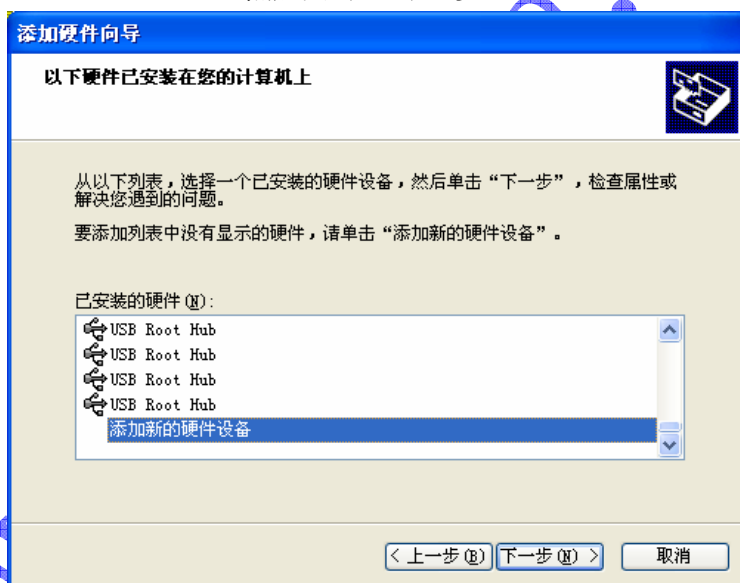 添加硬件向导
以下硬件已安装在您的计算机上
从以下列表，选择一个已安装的硬件设备，然后单击“下一步”，检查属性或
解决您遇到的问题。
要添加列表中没有显示的硬件，请单击“添加新的硬件设备”。
已安装的硬件(N):
USB Root Hub
USB Root Hub
USB Root Hub
USB Root Hub
添加新的硬件设备
< 上一步(B)
下一步(N) >
取消